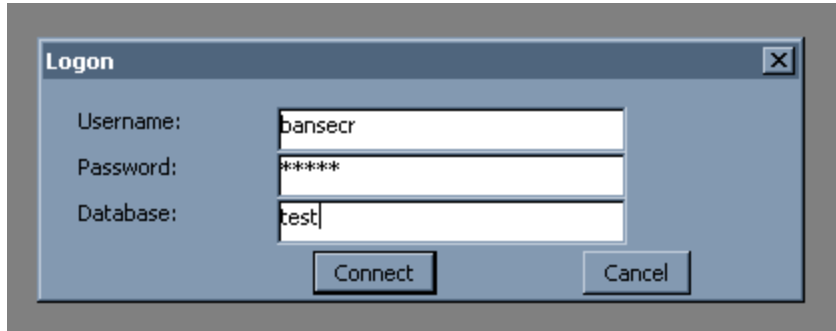 Logon
Username: bansecr
Password: *****
Database: test
Connect Cancel